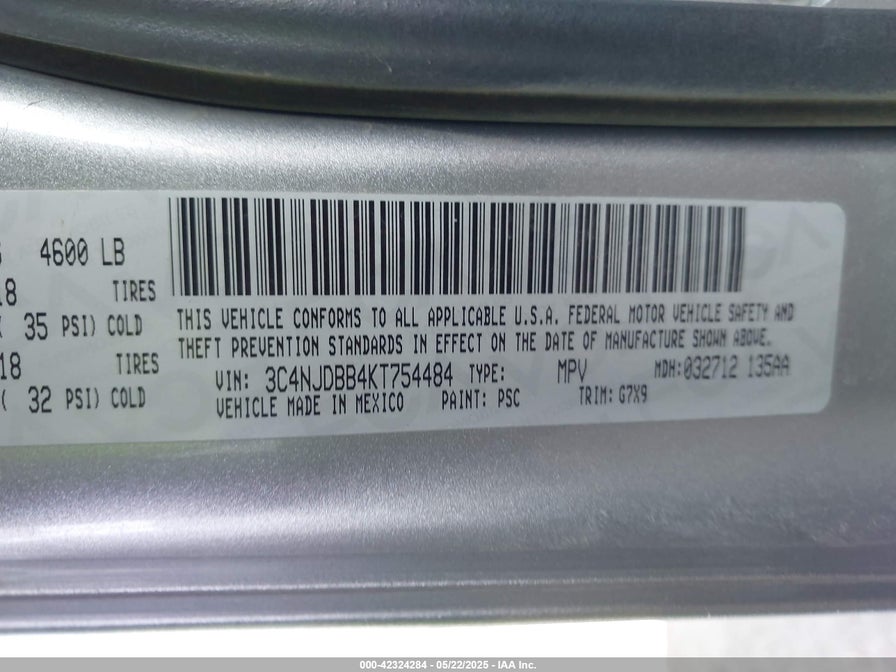 4600 LB
18 TIRES
35 PSI) COLD
18 TIRES
( 32 PSI) COLD
THIS VEHICLE CONFORMS TO ALL APPLICABLE U.S.A. FEDERAL MOTOR VEHICLE SAFETY AND
THEFT PREVENTION STANDARDS IN EFFECT ON THE DATE OF MANUFACTURE SHOWN ABOVE.
VIN: 3C4NJDBB4KT754484 TYPE: MPV MDH:032712 135AA
VEHICLE MADE IN MEXICO PAINT: PSC TRIM: G7X9
000-42324284 - 05/22/2025 - IAA Inc.